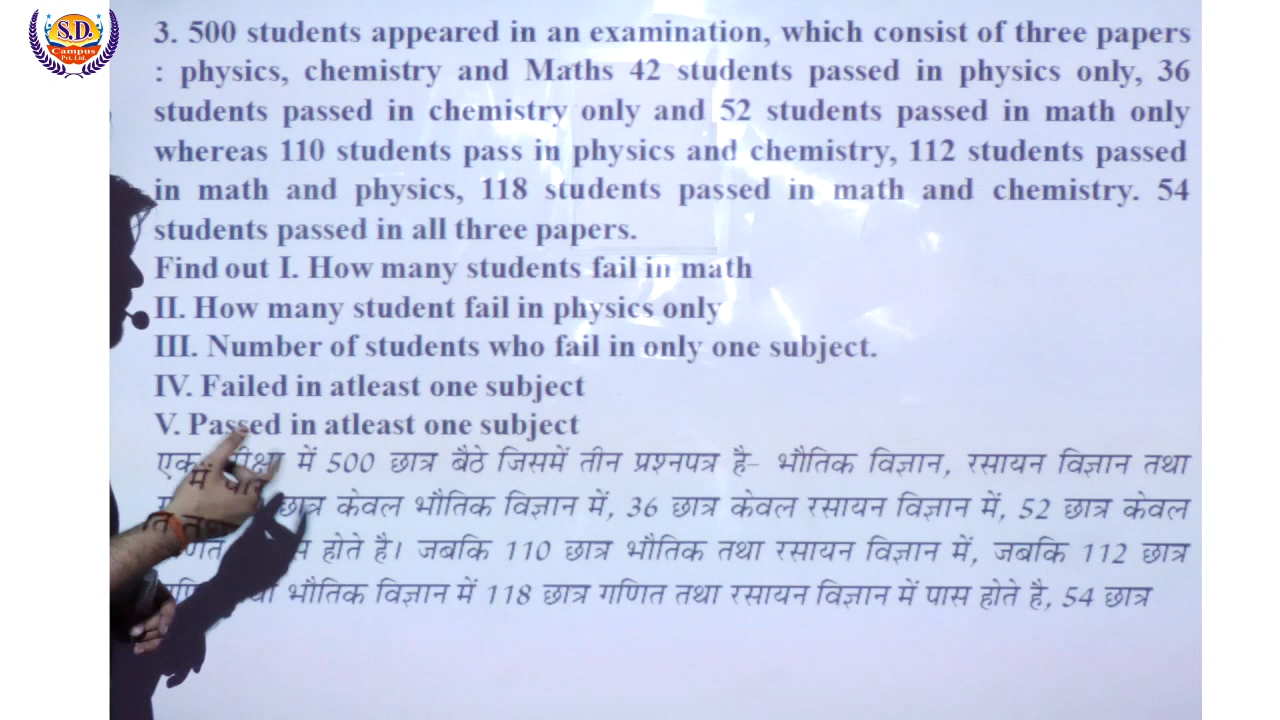 S.D.
Campus
Pvt. Ltd.
3. 500 students appeared in an examination, which consist of three papers
: physics, chemistry and Maths 42 students passed in physics only, 36
students passed in chemistry only and 52 students passed in math only
whereas 110 students pass in physics and chemistry, 112 students passed
in math and physics, 118 students passed in math and chemistry. 54
students passed in all three papers.
Find out I. How many students fail in math
II. How many student fail in physics only
III. Number of students who fail in only one subject.
IV. Failed in atleast one subject
V. Passed in atleast one subject
एक में 500 छात्र बैठे जिसमें तीन प्रश्नपत्र है- भौतिक विज्ञान, रसायन विज्ञान तथा
छात्र केवल भौतिक विज्ञान में, 36 छात्र केवल रसायन विज्ञान में, 52 छात्र केवल
होते है। जबकि 110 छात्र भौतिक तथा रसायन विज्ञान में, जबकि 112 छात्र
भौतिक विज्ञान में 118 छात्र गणित तथा रसायन विज्ञान में पास होते है, 54 छात्र